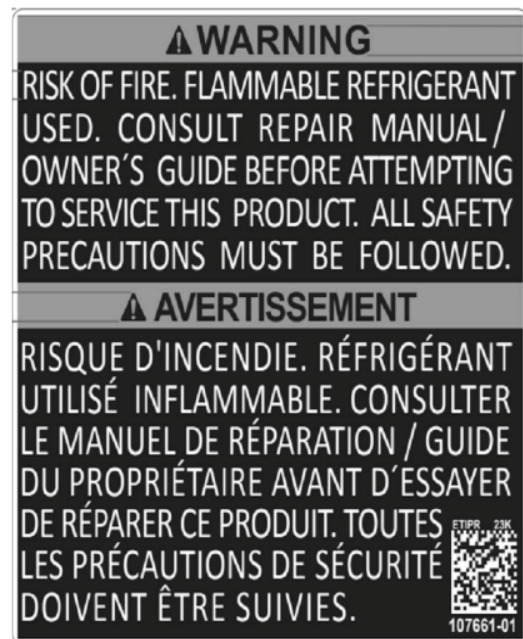 WARNING
RISK OF FIRE. FLAMMABLE REFRIGERANT
USED. CONSULT REPAIR MANUAL/
OWNER´S GUIDE BEFORE ATTEMPTING
TO SERVICE THIS PRODUCT. ALL SAFETY
PRECAUTIONS MUST BE FOLLOWED.
AVERTISSEMENT
RISQUE D'INCENDIE. RÉFRIGÉRANT
UTILISÉ INFLAMMABLE. CONSULTER
LE MANUEL DE RÉPARATION / GUIDE
DU PROPRIÉTAIRE AVANT D´ESSAYER
DE RÉPARER CE PRODUIT. TOUTES
LES PRÉCAUTIONS DE SÉCURITÉ
DOIVENT ÊTRE SUIVIES.
ETIPR 23K
107661-01